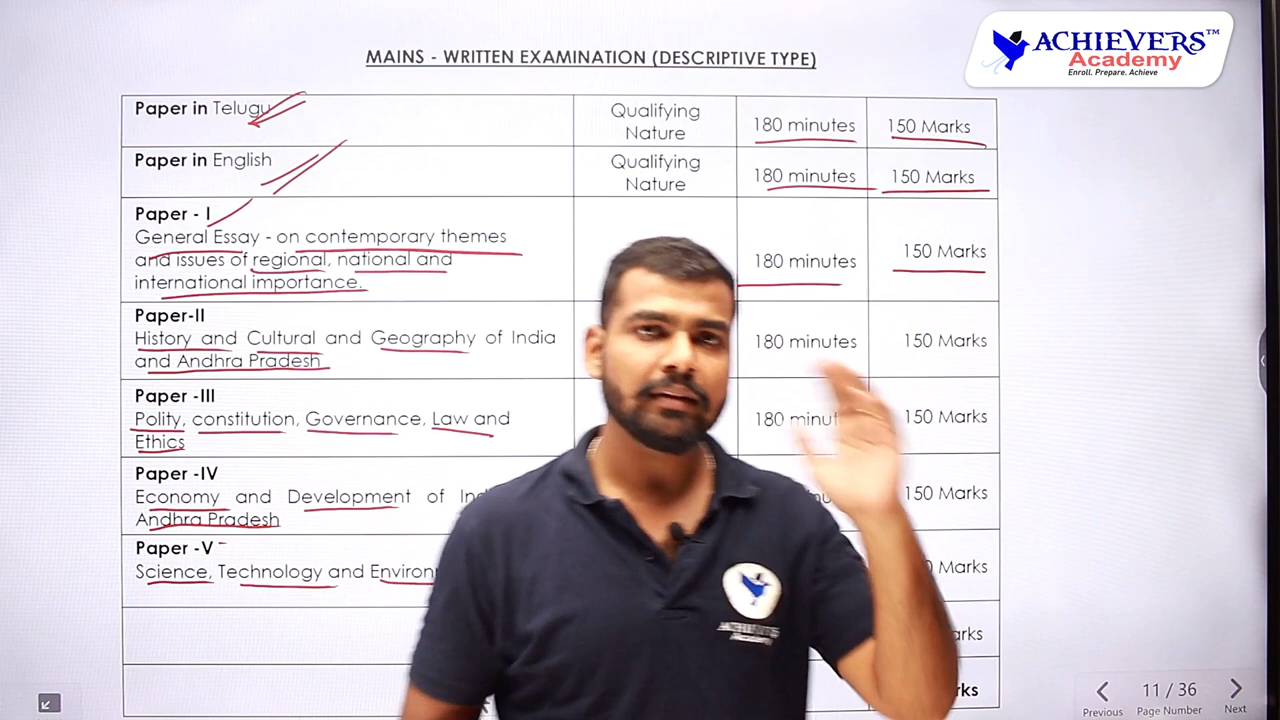 MAINS - WRITTEN EXAMINATION (DESCRIPTIVE TYPE)
ACHIEVERS™
Academy
Enroll. Prepare. Achieve
Paper in Telugu
Qualifying
Nature
180 minutes
150 Marks
Paper in English
Qualifying
Nature
180 minutes
150 Marks
Paper - I
General Essay - on contemporary themes
and issues of regional, national and
international importance.
180 minutes
150 Marks
Paper-II
History and Cultural and Geography of India
and Andhra Pradesh
180 minutes
150 Marks
Paper -III
Polity, constitution, Governance, Law and
Ethics
180
150 Marks
Paper -IV
Economy and Development of
Andhra Pradesh
150 Marks
Paper -V
Science, Technology and
Marks
ACHIEVERS
ACADEMY
11 / 36
Previous
Page Number
Next